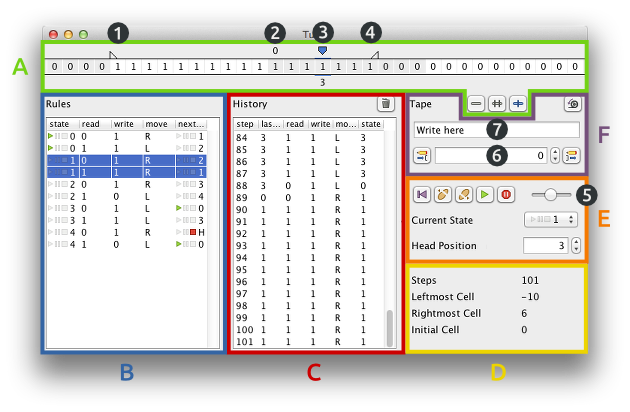 1 2 3 4
Tu
0
A
0 0 0 0 1 1 1 1 1 1 1 1 1 1 1 1 1 1 1 1 1 0 0 0 0 0 0 0 0 0 0 0 0 0
3
Rules
state read write move next...
0 0 1 R 1
0 1 1 L 2
1 0 1 L 2
1 1 1 R 1
2 0 1 R 3
2 1 0 L 4
3 0 1 L 0
3 1 1 L 3
4 0 1 R H
4 1 0 L 0
B
History
step las... read write mo... state
84 3 1 1 L 3
85 3 1 1 L 3
86 3 1 1 L 3
87 3 1 1 L 3
88 3 0 1 L 0
89 0 0 1 R 1
90 1 1 1 R 1
91 1 1 1 R 1
92 1 1 1 R 1
93 1 1 1 R 1
94 1 1 1 R 1
95 1 1 1 R 1
96 1 1 1 R 1
97 1 1 1 R 1
98 1 1 1 R 1
99 1 1 1 R 1
100 1 1 1 R 1
101 1 1 1 R 1
C
Tape
Write here
7
6
0
F
5
Current State
1
Head Position
3
E
Steps 101
Leftmost Cell -10
Rightmost Cell 6
Initial Cell 0
D